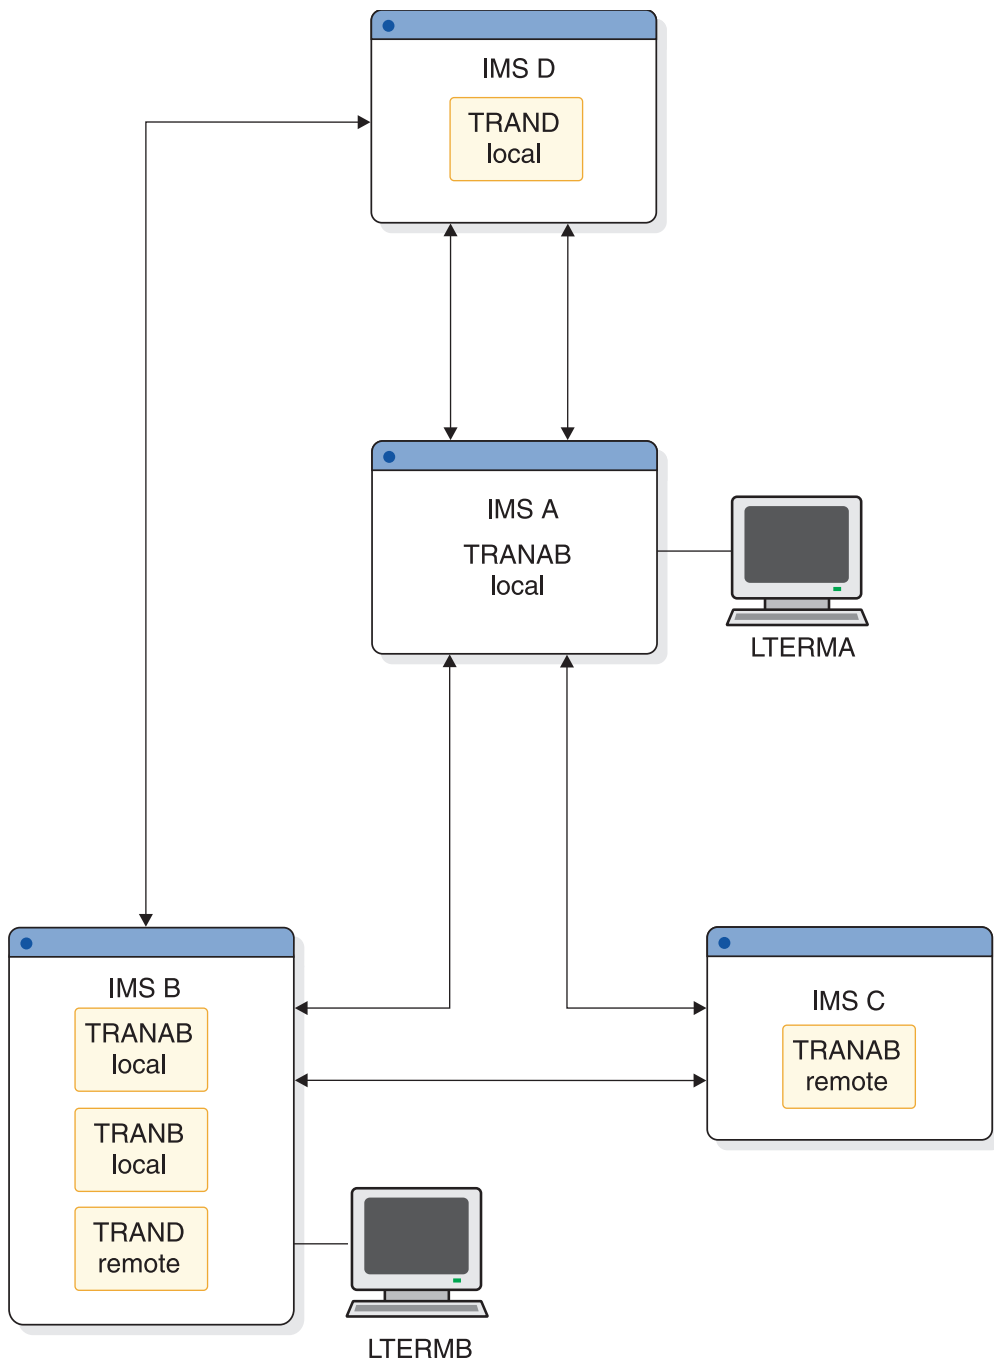 IMS D
TRAND
local
IMS A
TRANAB
local
LTERMA
IMS B
TRANAB
local
TRANB
local
TRAND
remote
IMS C
TRANAB
remote
LTERMB